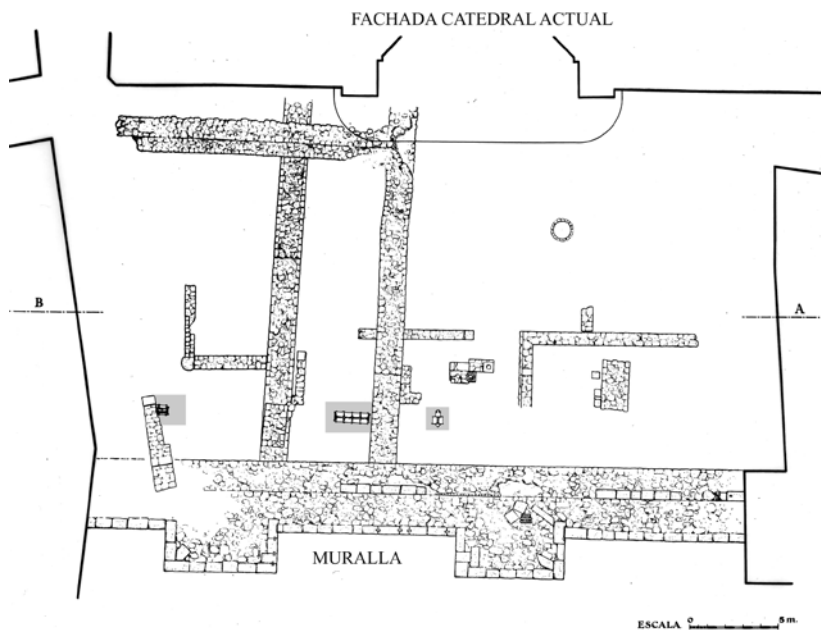 FACHADA CATEDRAL ACTUAL
B
A
MURALLA
ESCALA 0 5 m.